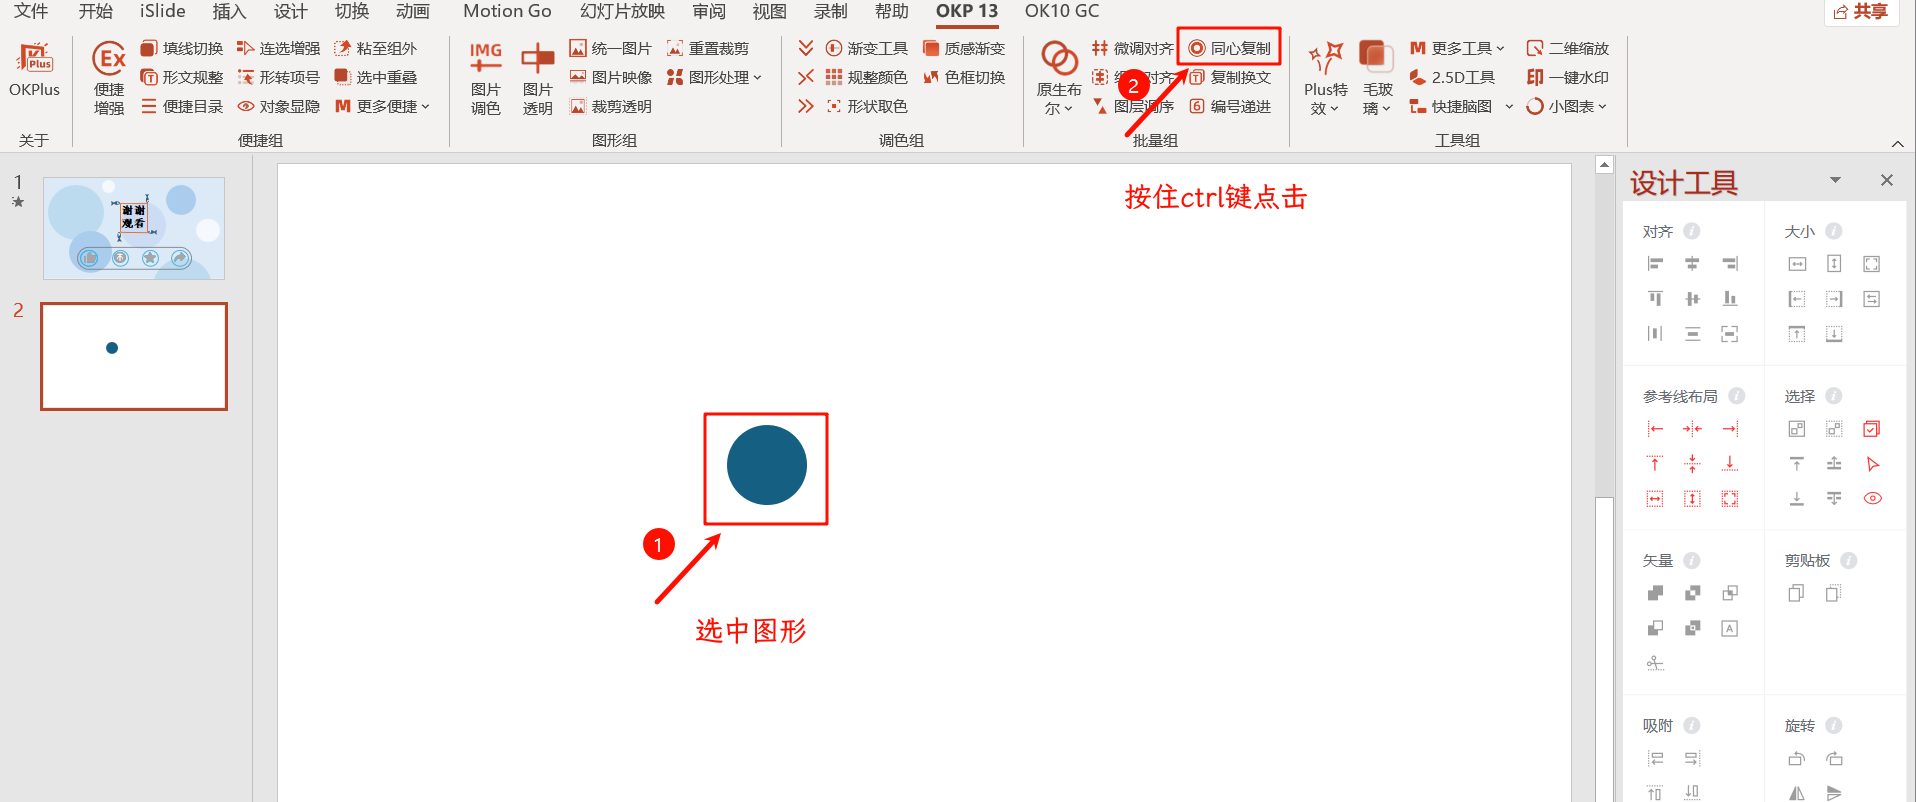 文件 开始 iSlide 插入 设计 切换 动画 Motion Go 幻灯片放映 审阅 视图 录制 帮助 OKP 13 OK10 GC 共享
填线切换 连选增强 粘至组外 统一图片 重置裁剪 渐变工具 质感渐变 微调对齐 同心复制 更多工具 二维缩放
形文规整 形转项号 选中重叠 图片映像 图形处理 规整颜色 色框切换 对齐 复制换文 2.5D工具 一键水印
便捷目录 对象显隐 更多便捷 裁剪透明 形状取色 图层调序 编号递进 快捷脑图 小图表
Plus
OKPlus
Ex
便捷
增强
IMG
图片
调色
图片
透明
原生布
尔
Plus特
效
毛玻
璃
2
关于 便捷组 图形组 调色组 批量组 工具组
1
谢谢
观看
2
按住ctrl键点击
1
选中图形
设计工具
对齐 大小
参考线布局 选择
矢量 剪贴板
A
吸附 旋转